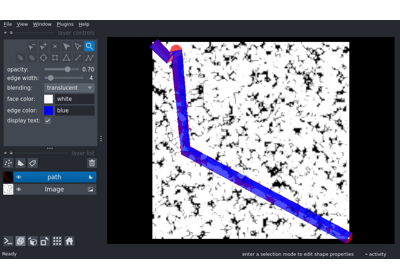 File View Window Plugins Help
layer controls
opacity: 0.70
edge width: 4
blending: translucent
face color: white
edge color: blue
display text:
layer list
path
Image
Ready enter a selection mode to edit shape properties activity